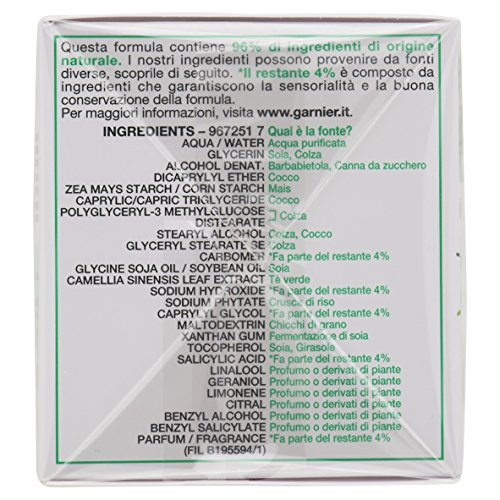 Questa formula contiene 96% di ingredienti di origine
naturale. I nostri ingredienti possono provenire da fonti
diverse, scoprile di seguito. *Il restante 4% è composto da
ingredienti che garantiscono la sensorialità e la buona
conservazione della formula.
Per maggiori informazioni, visita www.garnier.it.
INGREDIENTS – 967251 7 Qual è la fonte?
AQUA / WATER Acqua purificata
GLYCERIN Soia, Colza
ALCOHOL DENAT. Barbabietola, Canna da zucchero
DICAPRYLYL ETHER Cocco
ZEA MAYS STARCH / CORN STARCH Mais
CAPRYLIC/CAPRIC TRIGLYCERIDE Cocco
POLYGLYCERYL-3 METHYLGLUCOSE Colza
DISTEARATE
STEARYL ALCOHOL Colza, Cocco
GLYCERYL STEARATE SE Colza
CARBOMER *Fa parte del restante 4%
GLYCINE SOJA OIL / SOYBEAN OIL Soia
CAMELLIA SINENSIS LEAF EXTRACT Tè verde
SODIUM HYDROXIDE *Fa parte del restante 4%
SODIUM PHYTATE Crusca di riso
CAPRYLYL GLYCOL *Fa parte del restante 4%
MALTODEXTRIN Chicchi di grano
XANTHAN GUM Fermentazione di soia
TOCOPHEROL Soia, Girasole
SALICYLIC ACID *Fa parte del restante 4%
LINALOOL Profumo o derivati di piante
GERANIOL Profumo o derivati di piante
LIMONENE Profumo o derivati di piante
CITRAL Profumo o derivati di piante
BENZYL ALCOHOL Profumo o derivati di piante
BENZYL SALICYLATE Profumo o derivati di piante
PARFUM / FRAGRANCE *Fa parte del restante 4%
(FIL B195594/1)